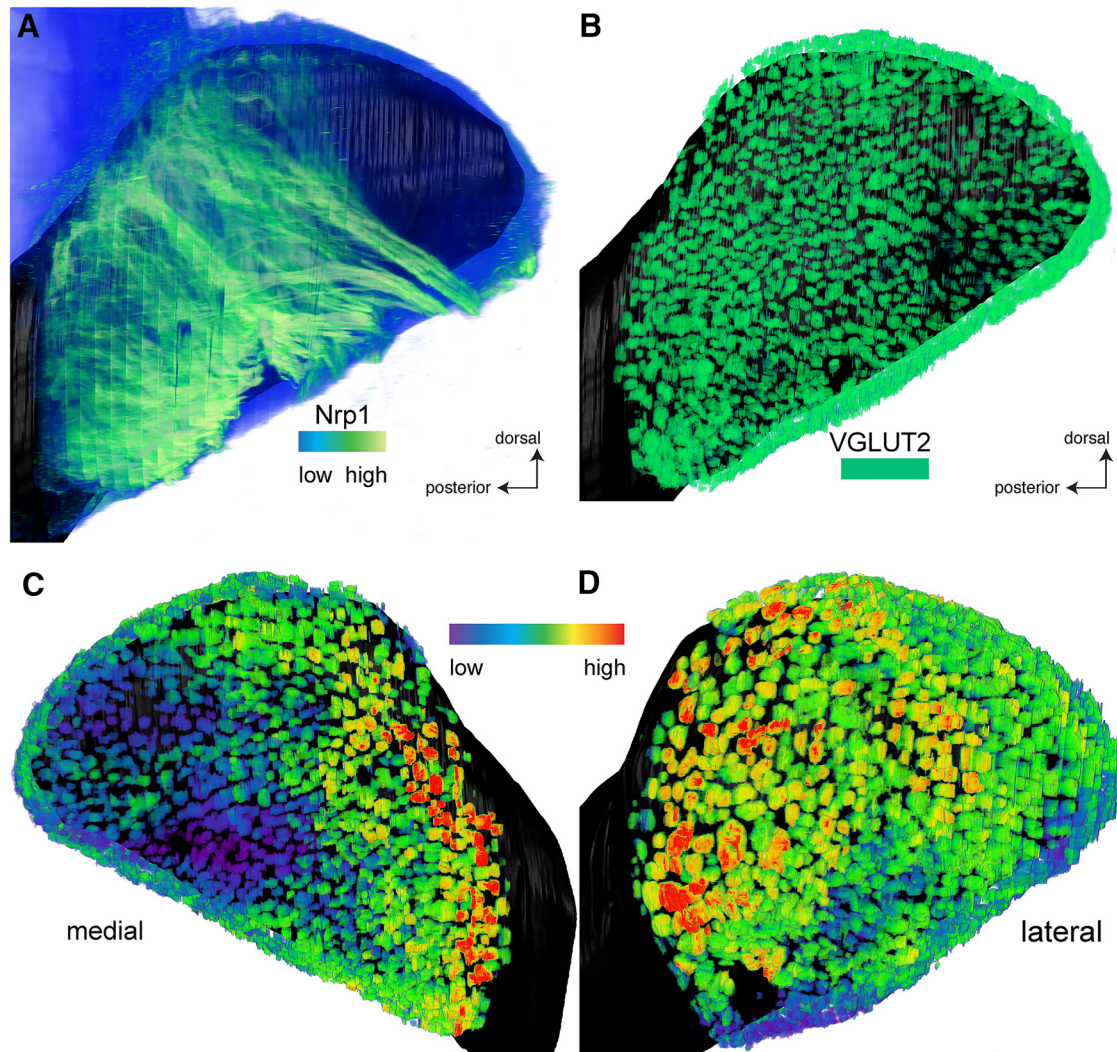 A
Nrp1
low high
dorsal
posterior
B
VGLUT2
dorsal
posterior
C
low
high
medial
D
lateral